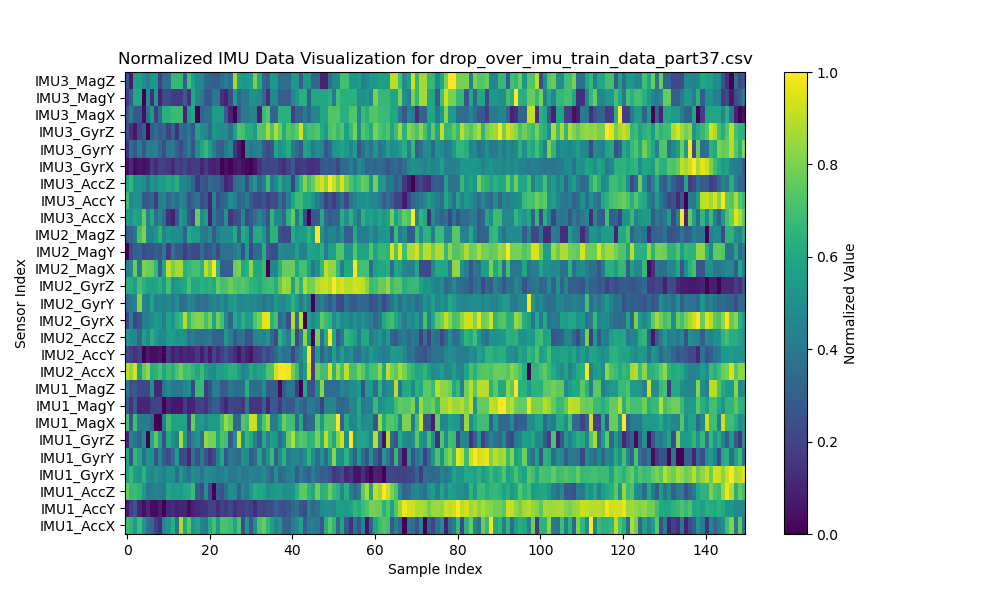 Normalized IMU Data Visualization for drop_over_imu_train_data_part37.csv
IMU3_MagZ
IMU3_MagY
IMU3_MagX
IMU3_GyrZ
IMU3_GyrY
IMU3_GyrX
IMU3_AccZ
IMU3_AccY
IMU3_AccX
IMU2_MagZ
IMU2_MagY
IMU2_MagX
IMU2_GyrZ
IMU2_GyrY
IMU2_GyrX
IMU2_AccZ
IMU2_AccY
IMU2_AccX
IMU1_MagZ
IMU1_MagY
IMU1_MagX
IMU1_GyrZ
IMU1_GyrY
IMU1_GyrX
IMU1_AccZ
IMU1_AccY
IMU1_AccX
Sensor Index
0 20 40 60 80 100 120 140
Sample Index
1.0
0.8
0.6
0.4
0.2
0.0
Normalized Value